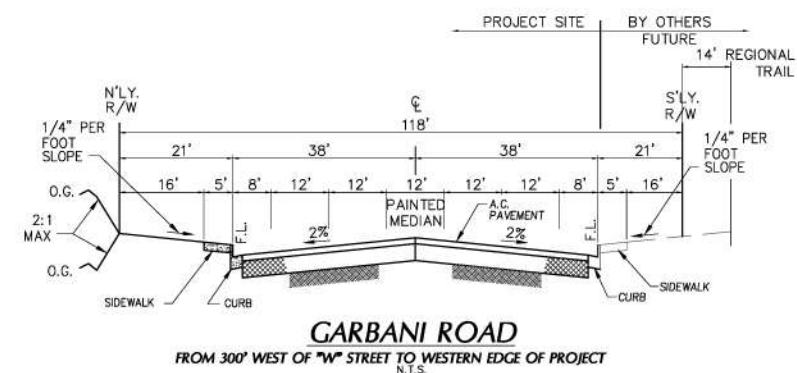 PROJECT SITE BY OTHERS
FUTURE
14' REGIONAL
TRAIL
N'LY.
R/W
℄
S'LY.
R/W
118'
1/4" PER
FOOT
SLOPE
1/4" PER
FOOT
SLOPE
21' 38' 38' 21'
16' 5' 8' 12' 12' 12' 12' 12' 8' 5' 16'
O.G.
PAINTED
MEDIAN
A.C.
PAVEMENT
F.L.
F.L.
2:1
MAX
2% 2%
O.G.
SIDEWALK
CURB
CURB
SIDEWALK
GARBANI ROAD
FROM 300' WEST OF "W" STREET TO WESTERN EDGE OF PROJECT
N.T.S.